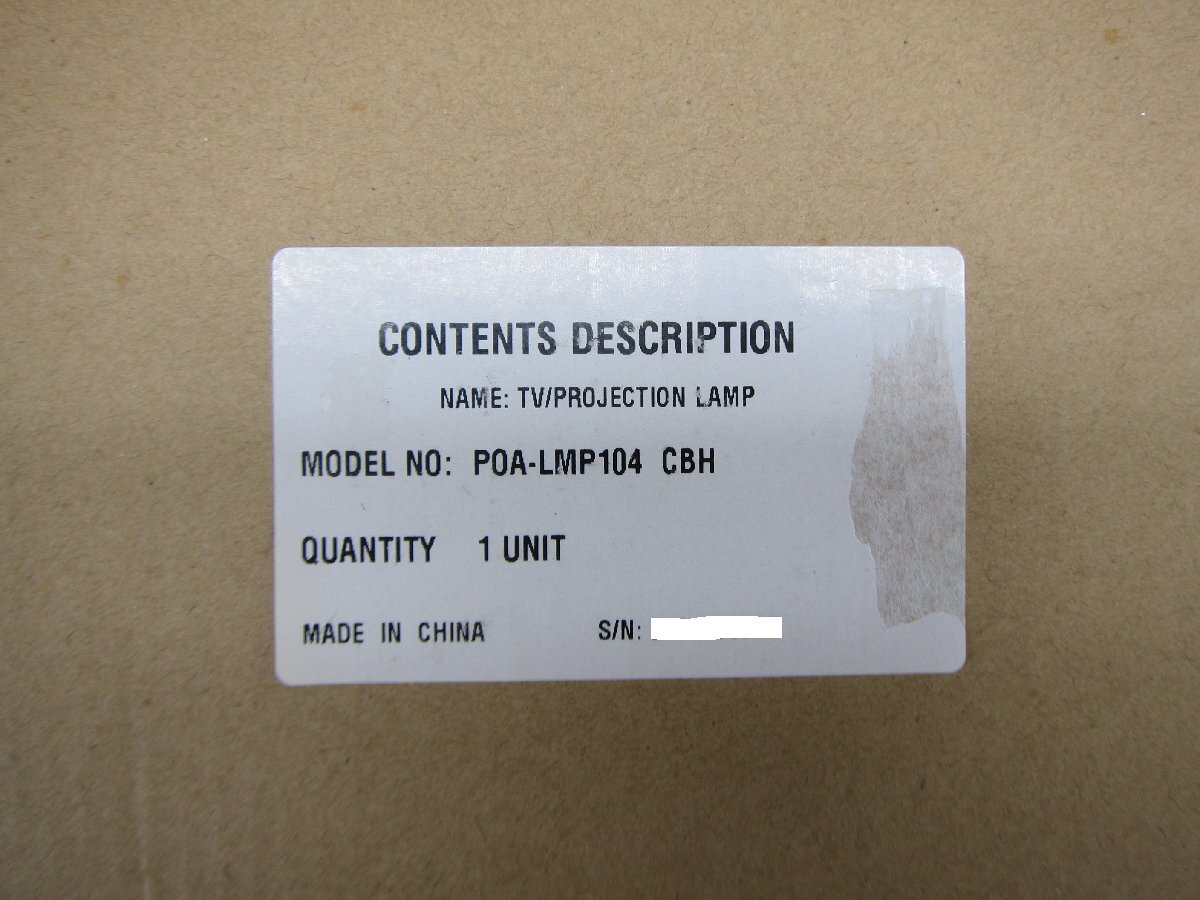 CONTENTS DESCRIPTION
NAME: TV/PROJECTION LAMP
MODEL NO: POA-LMP104 CBH
QUANTITY 1 UNIT
MADE IN CHINA S/N: